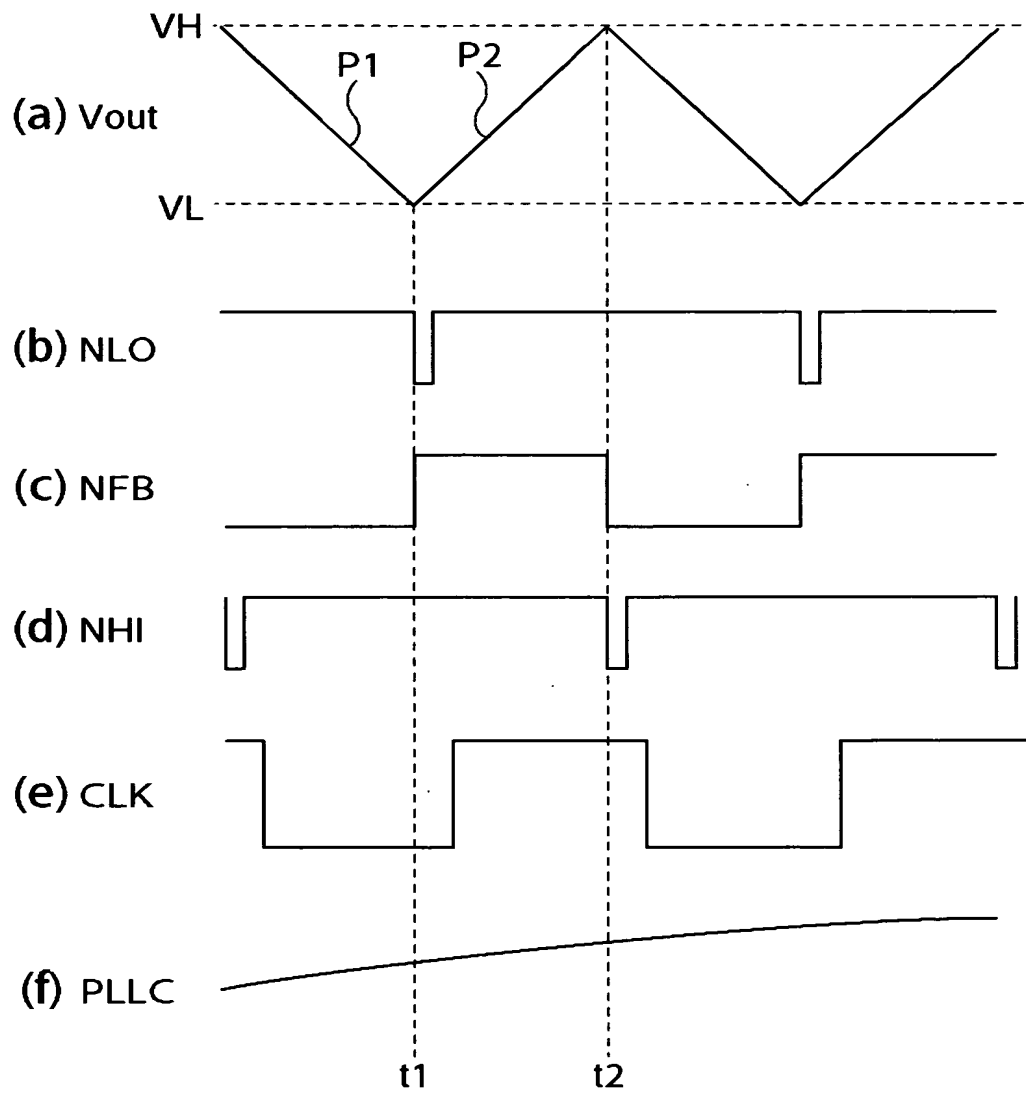 VH
P1
P2
(a) Vout
VL
(b) NLO
(c) NFB
(d) NHI
(e) CLK
(f) PLLC
t1
t2